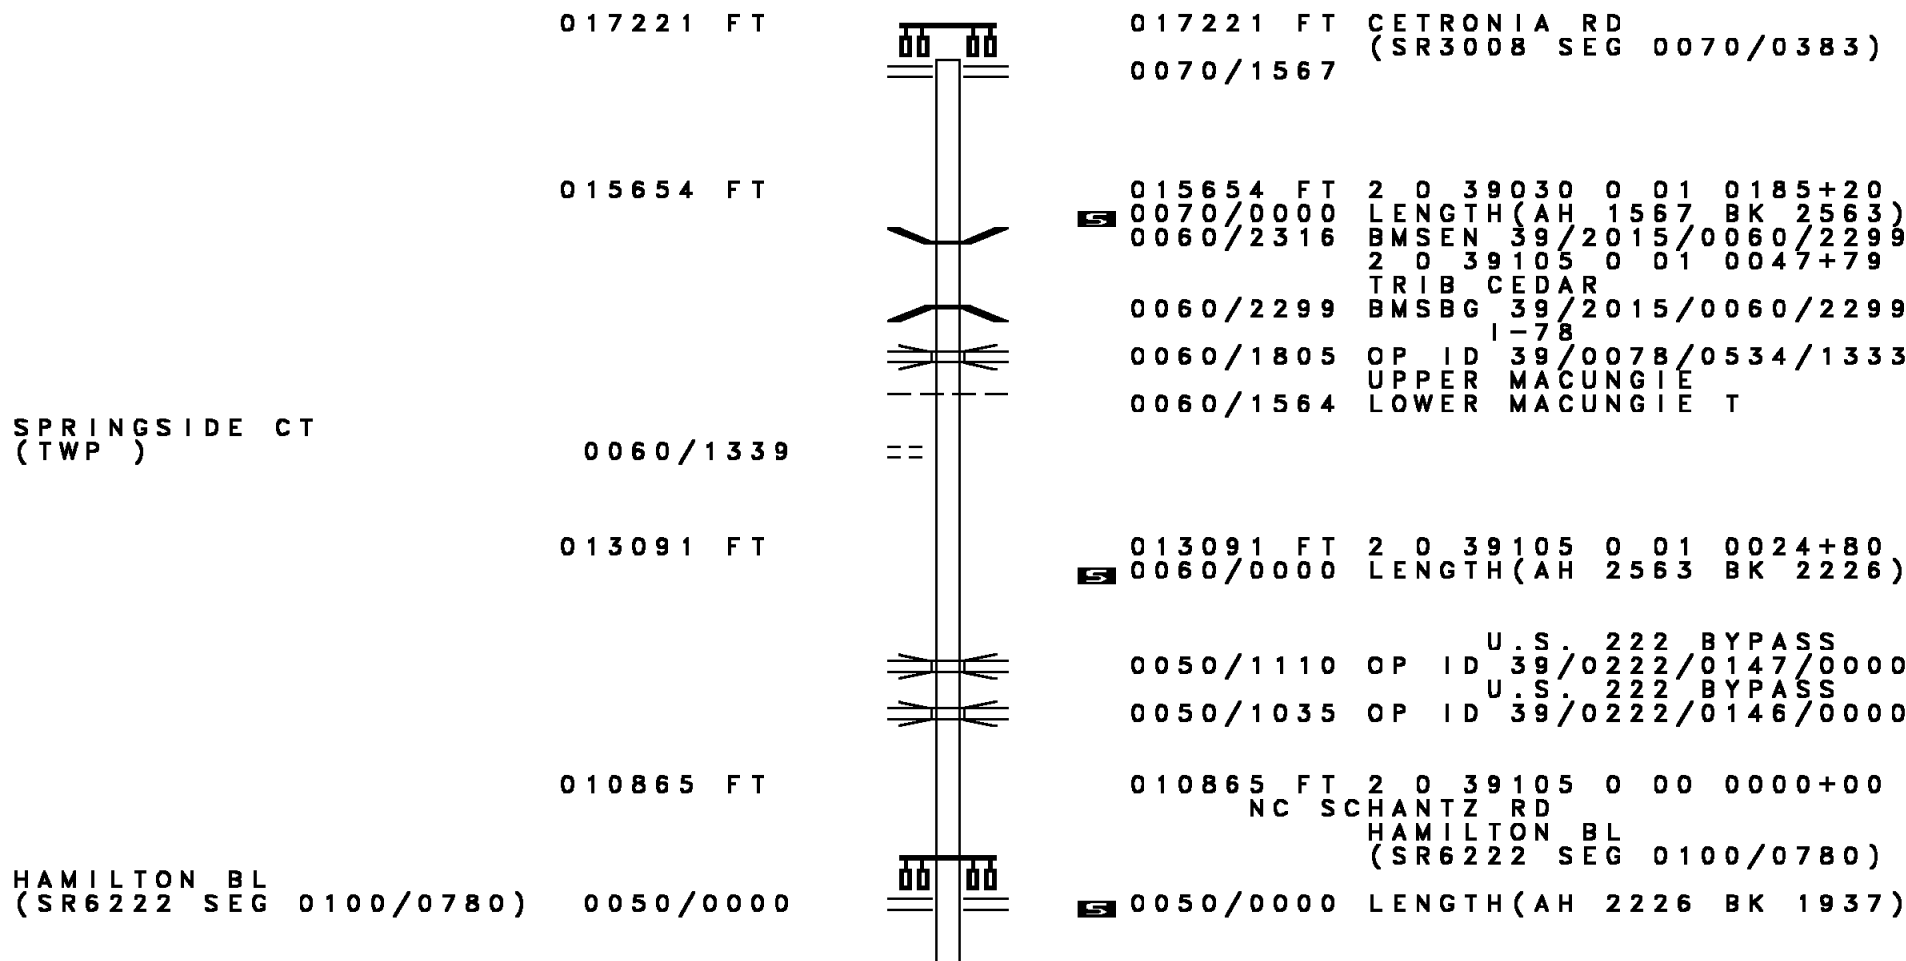 017221 FT 017221 FT CETRONIA RD
(SR3008 SEG 0070/0383)
0070/1567
015654 FT 015654 FT 2 0 39030 0 01 0185+20
S 0070/0000 LENGTH(AH 1567 BK 2563)
0060/2316 BMSEN 39/2015/0060/2299
2 0 39105 0 01 0047+79
TRIB CEDAR
0060/2299 BMSBG 39/2015/0060/2299
I-78
0060/1805 OP ID 39/0078/0534/1333
UPPER MACUNGIE
0060/1564 LOWER MACUNGIE T
SPRINGSIDE CT
(TWP ) 0060/1339
013091 FT 013091 FT 2 0 39105 0 01 0024+80
S 0060/0000 LENGTH(AH 2563 BK 2226)
U.S. 222 BYPASS
0050/1110 OP ID 39/0222/0147/0000
U.S. 222 BYPASS
0050/1035 OP ID 39/0222/0146/0000
010865 FT 010865 FT 2 0 39105 0 00 0000+00
NC SCHANTZ RD
HAMILTON BL
(SR6222 SEG 0100/0780)
HAMILTON BL
(SR6222 SEG 0100/0780) 0050/0000 S 0050/0000 LENGTH(AH 2226 BK 1937)